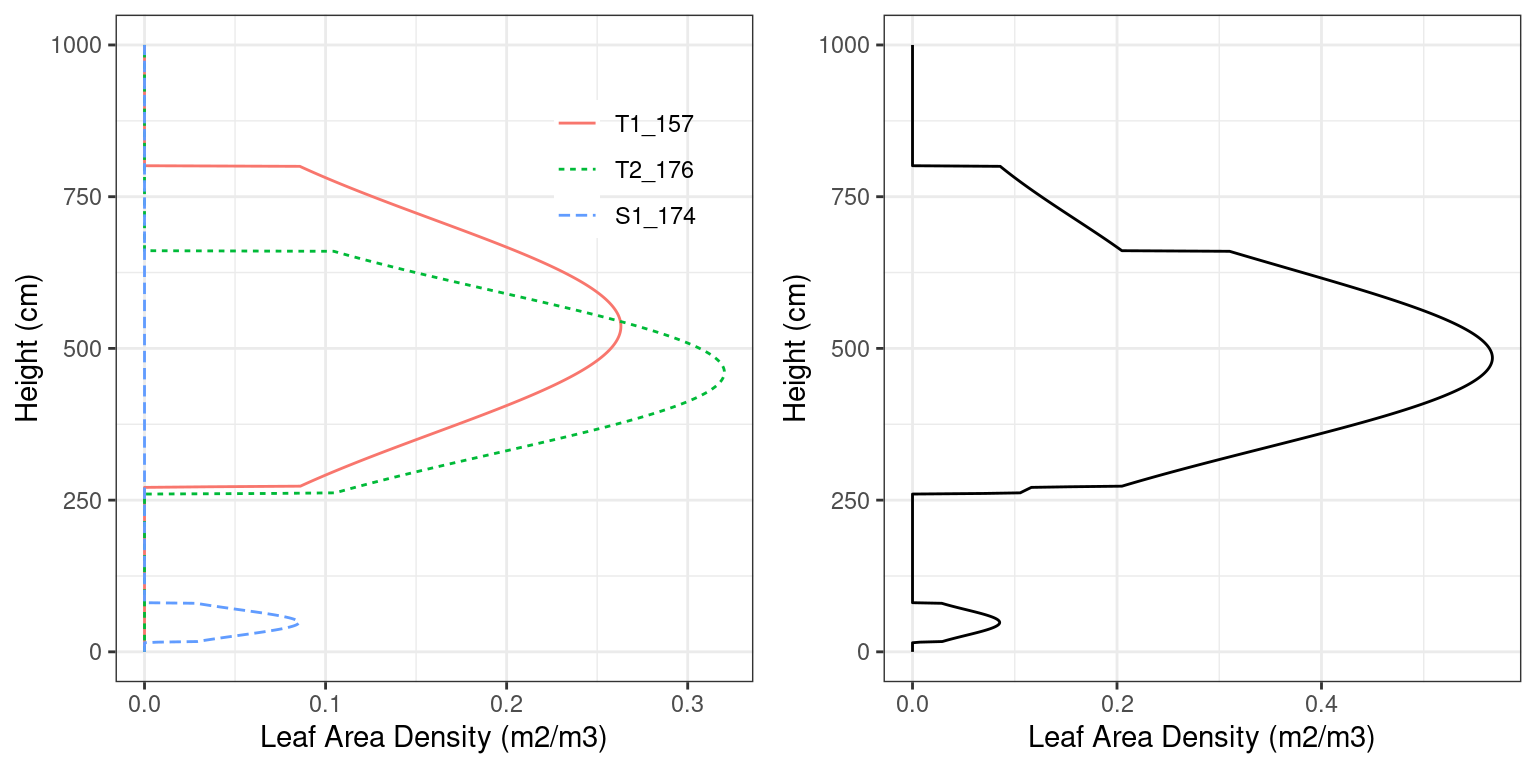 1000
750
500
250
0
Height (cm)
0.0 0.1 0.2 0.3
Leaf Area Density (m2/m3)
T1_157
T2_176
S1_174
1000
750
500
250
0
Height (cm)
0.0 0.2 0.4
Leaf Area Density (m2/m3)